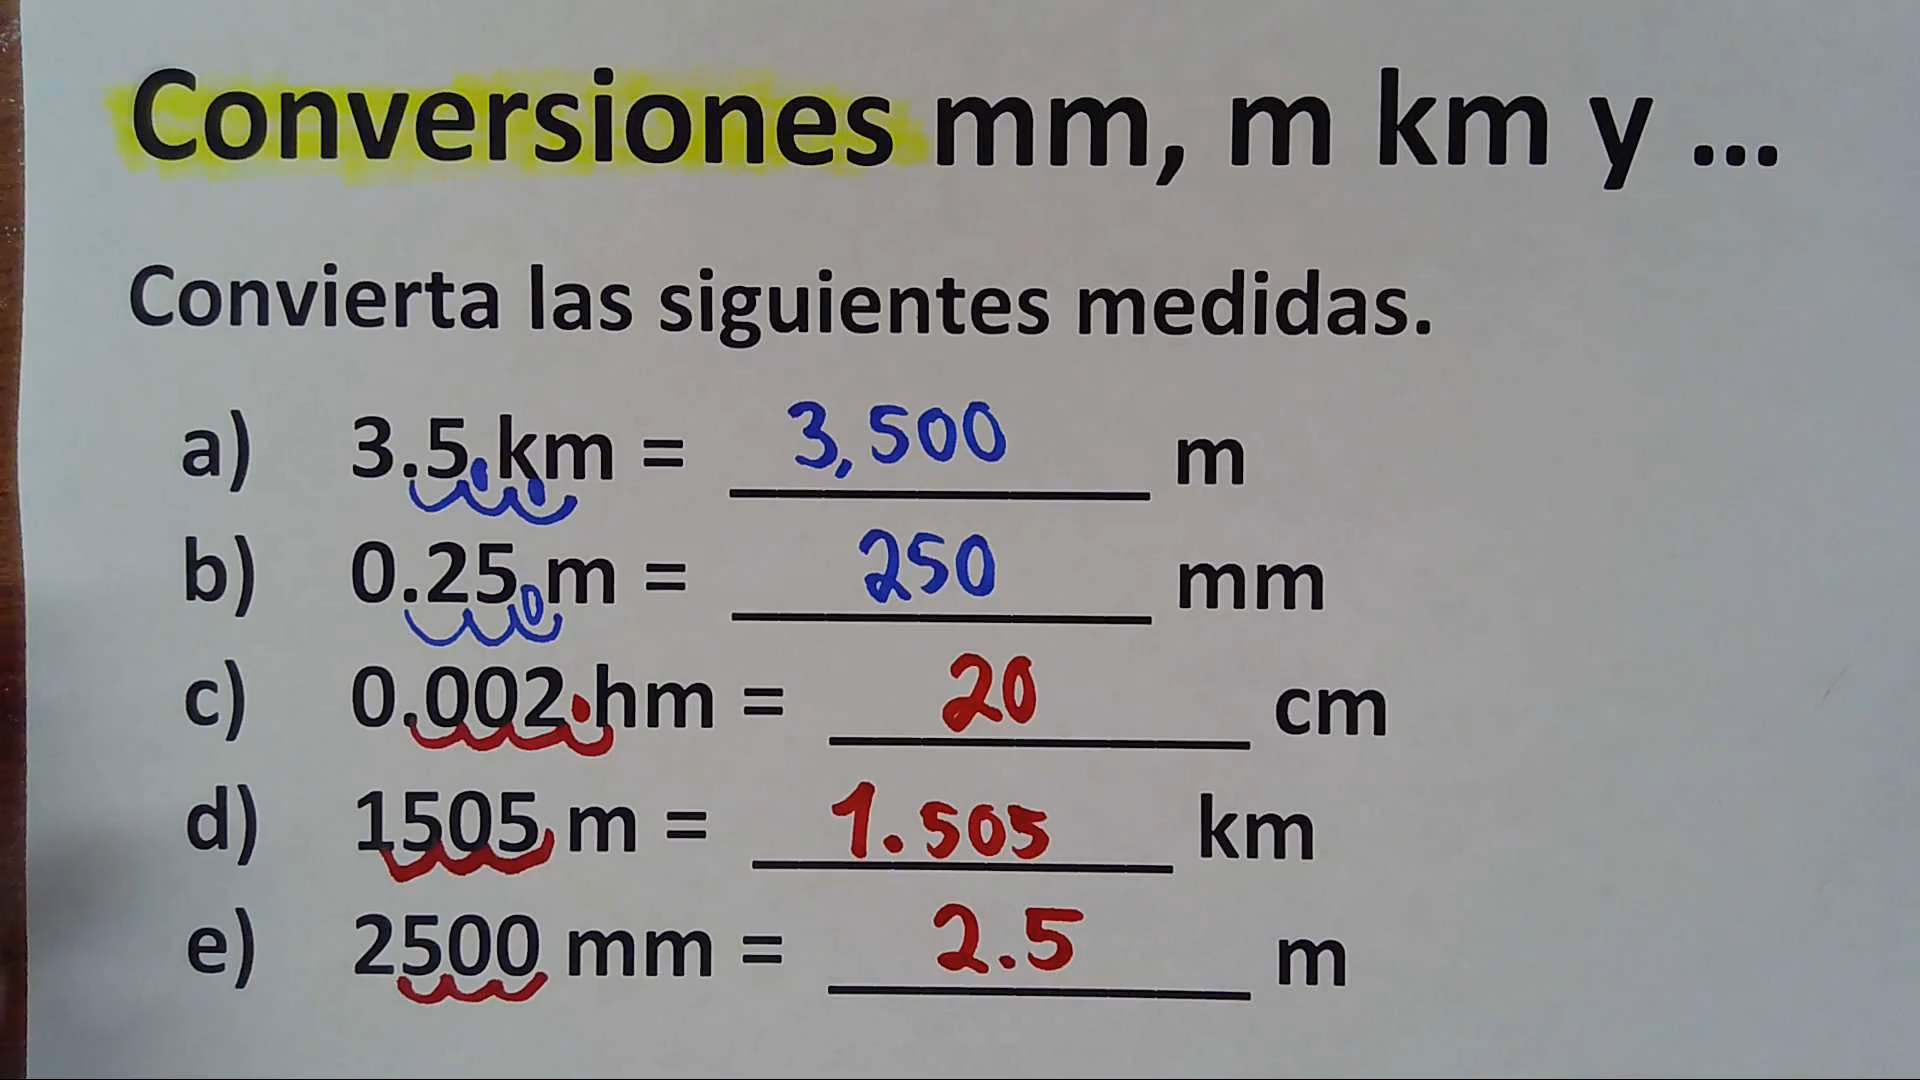 Conversiones mm, m km y ...
Convierta las siguientes medidas.
a) 3.5 km = 3,500 m
b) 0.25 m = 250 mm
c) 0.002 hm = 20 cm
d) 1505 m = 1.505 km
e) 2500 mm = 2.5 m